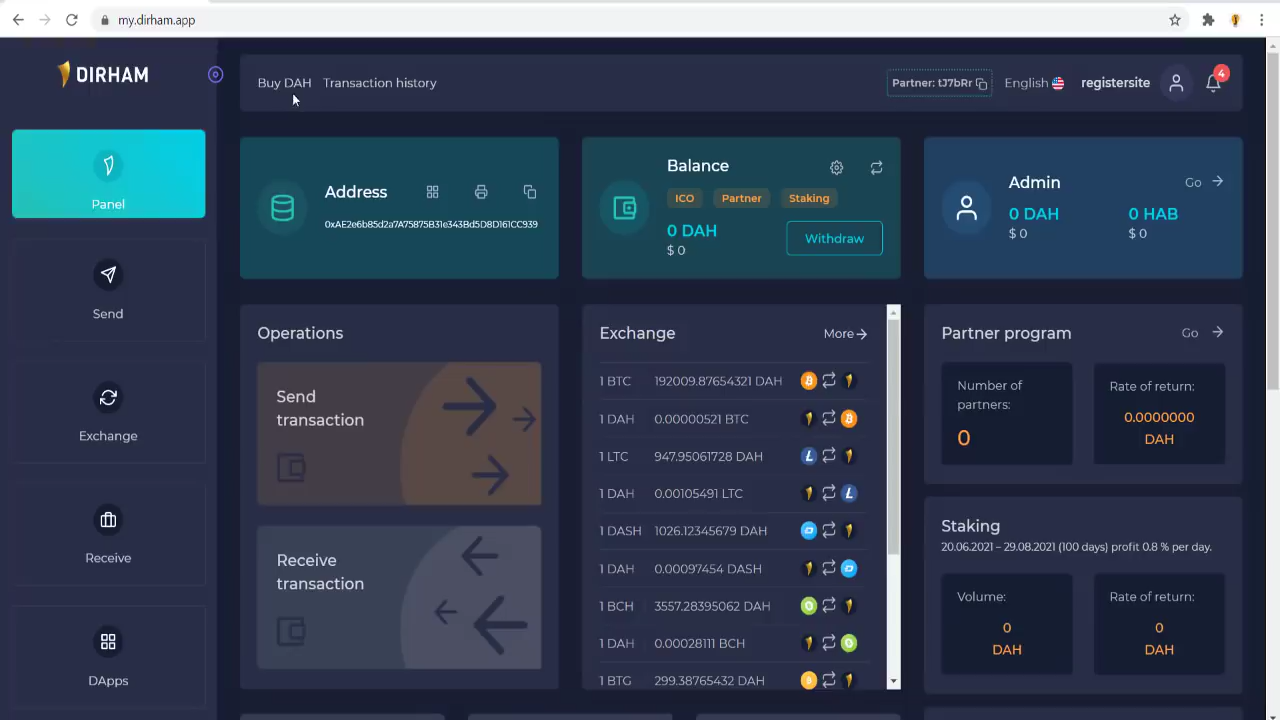 my.dirham.app
DIRHAM
Buy DAH
Transaction history
Partner: tJ7bRr
English
registersite
4
Panel
Send
Exchange
Receive
DApps
Address
0xAE2e6b85d2a7A75875B31e343Bd5D8D161CC939
Balance
ICO
Partner
Staking
0 DAH
$ 0
Withdraw
Admin
Go
0 DAH
0 HAB
$ 0
$ 0
Operations
Send
transaction
Receive
transaction
Exchange
More
1 BTC 192009.87654321 DAH
1 DAH 0.00000521 BTC
1 LTC 947.95061728 DAH
1 DAH 0.00105491 LTC
1 DASH 1026.12345679 DAH
1 DAH 0.00097454 DASH
1 BCH 3557.28395062 DAH
1 DAH 0.00028111 BCH
1 BTG 299.38765432 DAH
Partner program
Go
Number of
partners:
0
Rate of return:
0.0000000
DAH
Staking
20.06.2021 – 29.08.2021 (100 days) profit 0.8 % per day.
Volume:
0
DAH
Rate of return:
0
DAH